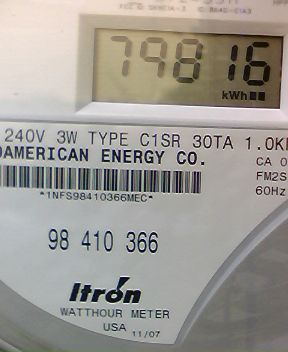 79816
kWh
240V 3W TYPE C1SR 30TA 1.0K
AMERICAN ENERGY CO.
CA 0
FM2S
60Hz
*1NFS98410366MEC*
98 410 366
Itron
WATTHOUR METER
USA 11/07